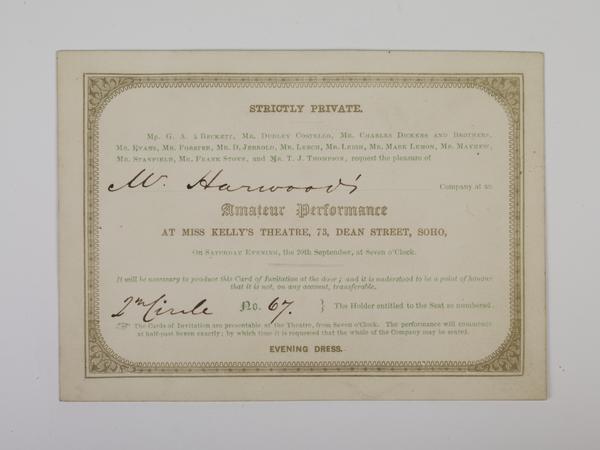 STRICTLY PRIVATE.
Mr. G. A. à Beckett, Mr. Dudley Costello, Mr. Charles Dickens and Brothers,
Mr. Evans, Mr. Forster, Mr. D. Jerrold, Mr. Leech, Mr. Leigh, Mr. Mark Lemon, Mr. Mayhew,
Mr. Stanfield, Mr. Frank Stone, and Mr. T. J. Thompson, request the pleasure of
Mr. Harwood's Company at an
Amateur Performance
AT MISS KELLY'S THEATRE, 73, DEAN STREET, SOHO,
On Saturday Evening, the 20th September, at Seven o'Clock.
It will be necessary to produce this Card of Invitation at the door; and it is understood to be a point of honour
that it is not, on any account, transferable.
2nd Circle No. 67. } The Holder entitled to the Seat so numbered.
☞ The Cards of Invitation are presentable at the Theatre, from Seven o'Clock. The performance will commence
at half-past Seven exactly; by which time it is requested that the whole of the Company may be seated.
EVENING DRESS.